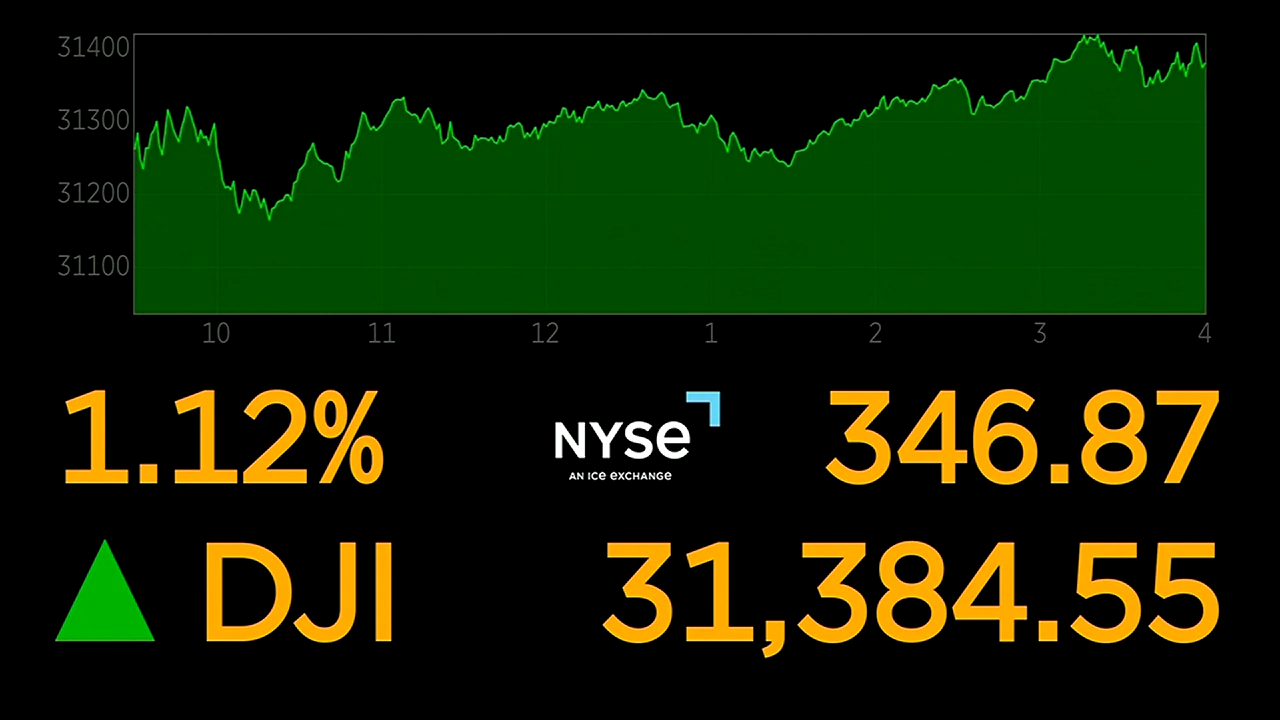 31400
31300
31200
31100
10 11 12 1 2 3 4
1.12% NYSE 346.87
AN ICE EXCHANGE
DJI 31,384.55